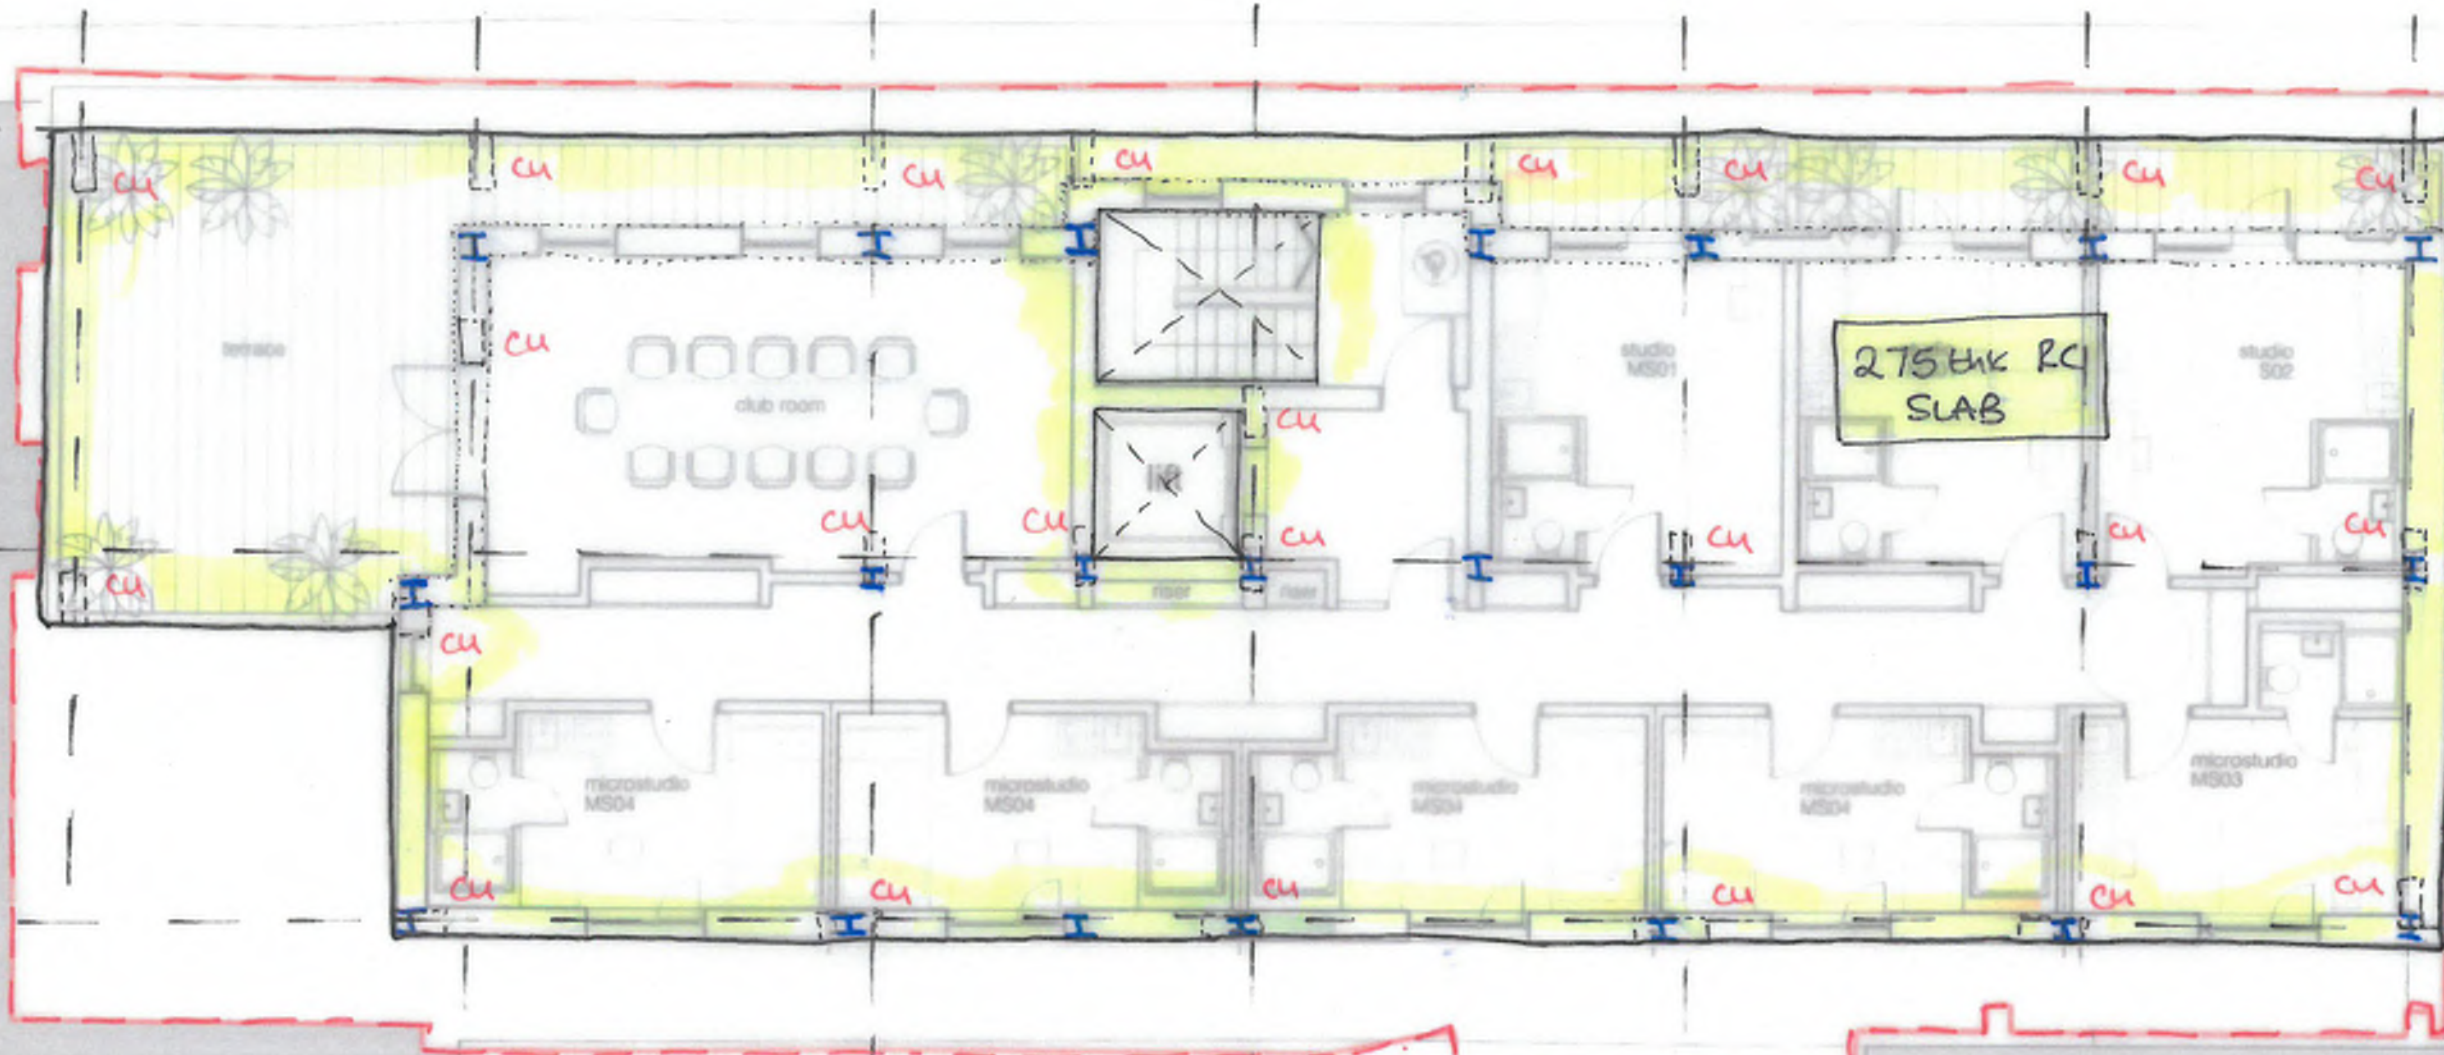 CU
CU
CU
CU
CU
CU
CU
CU
terrace
CU
club room
studio
MS01
275 thk RC
SLAB
studio
S02
CU
lift
CU
CU
CU
CU
CU
CU
CU
riser
riser
CU
microstudio
MS04
microstudio
MS04
microstudio
MS04
microstudio
MS04
microstudio
MS03
CU
CU
CU
CU
CU
CU